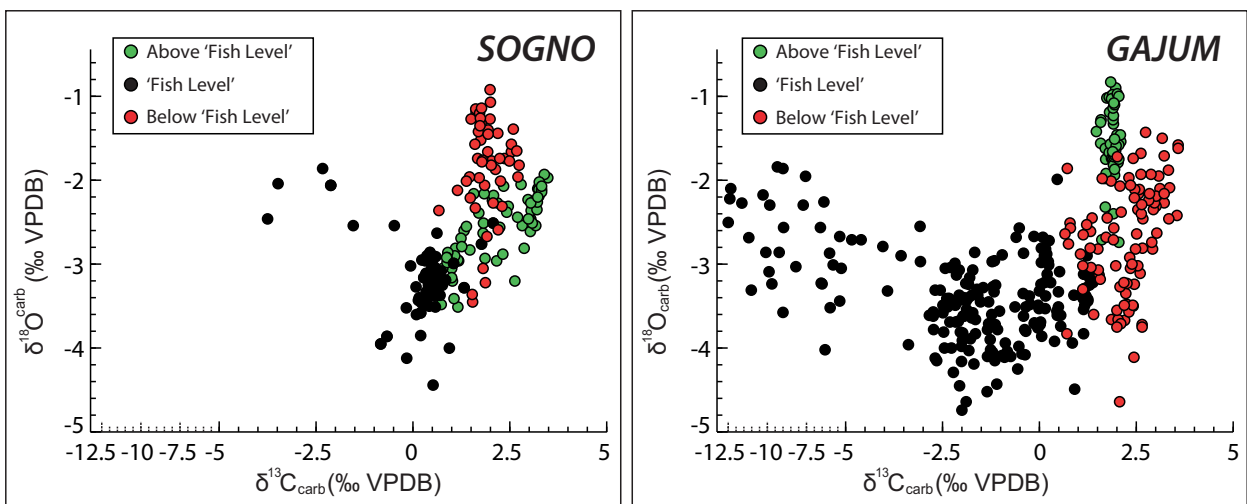 SOGNO
Above ‘Fish Level’
‘Fish Level’
Below ‘Fish Level’
-1
-2
-3
-4
-5
δ18Ocarb (‰ VPDB)
-12.5 -10 -7.5 -5 -2.5 0 2.5 5
δ13Ccarb (‰ VPDB)
GAJUM
Above ‘Fish Level’
‘Fish Level’
Below ‘Fish Level’
-1
-2
-3
-4
-5
δ18Ocarb (‰ VPDB)
-12.5 -10 -7.5 -5 -2.5 0 2.5 5
δ13Ccarb (‰ VPDB)